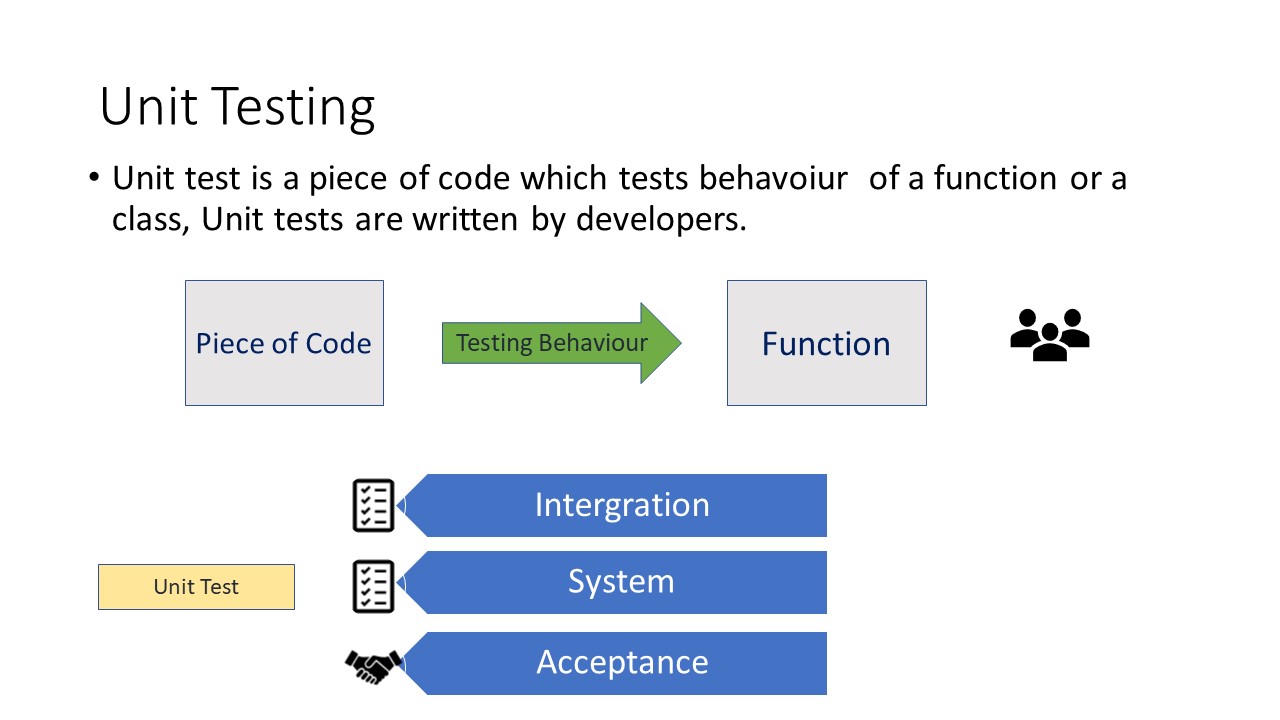 Unit Testing
• Unit test is a piece of code which tests behavoiur of a function or a
class, Unit tests are written by developers.
Piece of Code
Testing Behaviour
Function
Intergration
Unit Test
System
Acceptance